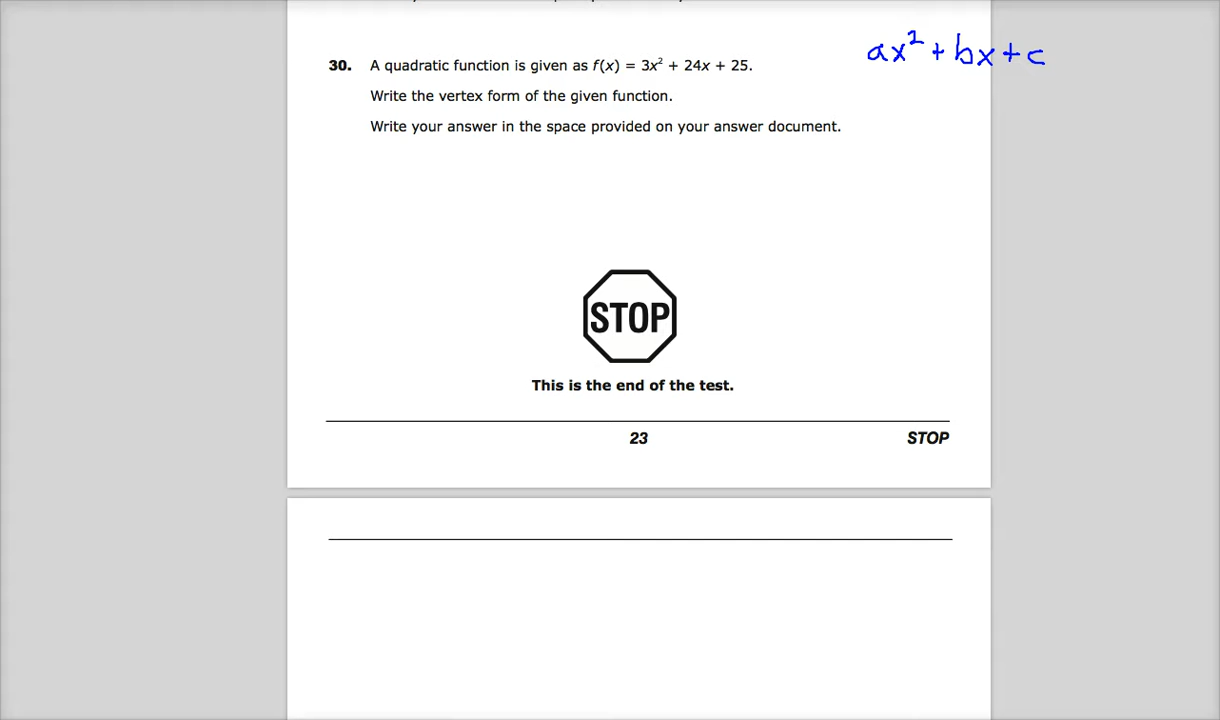 ax² + bx + c
30. A quadratic function is given as f(x) = 3x² + 24x + 25.
Write the vertex form of the given function.
Write your answer in the space provided on your answer document.
STOP
This is the end of the test.
23
STOP